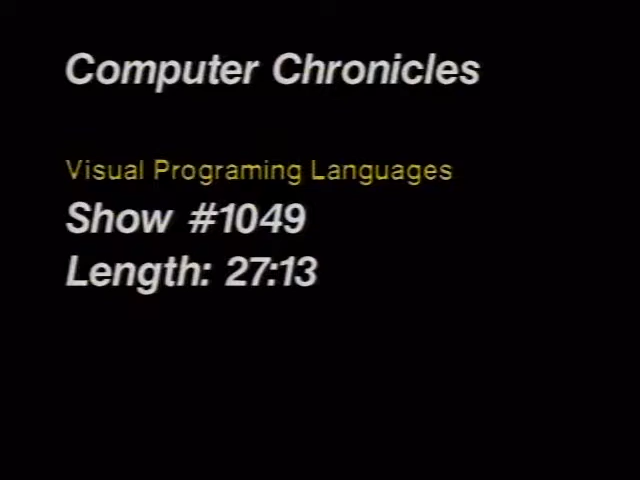 Computer Chronicles
Visual Programing Languages
Show #1049
Length: 27:13